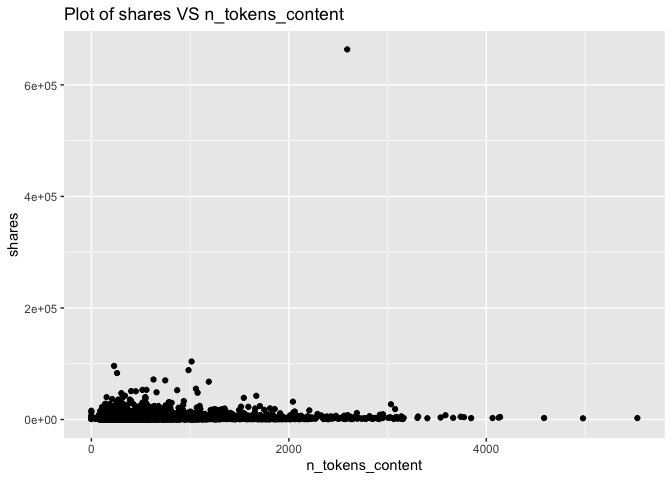 Plot of shares VS n_tokens_content
6e+05
4e+05
shares
2e+05
0e+00
0 2000 4000
n_tokens_content